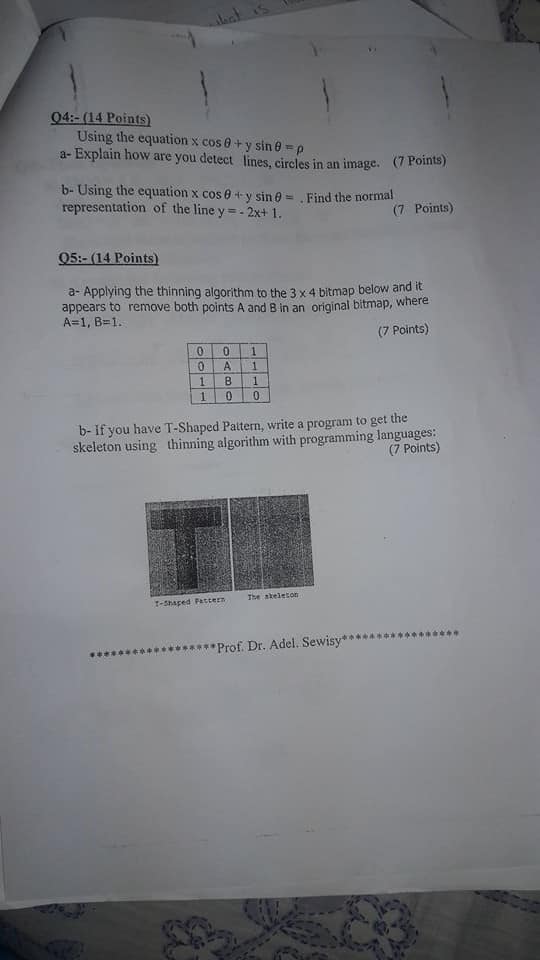 Q4:- (14 Points)
Using the equation x cos θ + y sin θ = ρ
a- Explain how are you detect lines, circles in an image. (7 Points)
b- Using the equation x cos θ + y sin θ = . Find the normal
representation of the line y = - 2x+ 1. (7 Points)
Q5:- (14 Points)
a- Applying the thinning algorithm to the 3 x 4 bitmap below and it
appears to remove both points A and B in an original bitmap, where
A=1, B=1.
(7 Points)
0 0 1
0 A 1
1 B 1
1 0 0
b- If you have T-Shaped Pattern, write a program to get the
skeleton using thinning algorithm with programming languages:
(7 Points)
T-Shaped Pattern The skeleton
******************Prof. Dr. Adel. Sewisy*****************